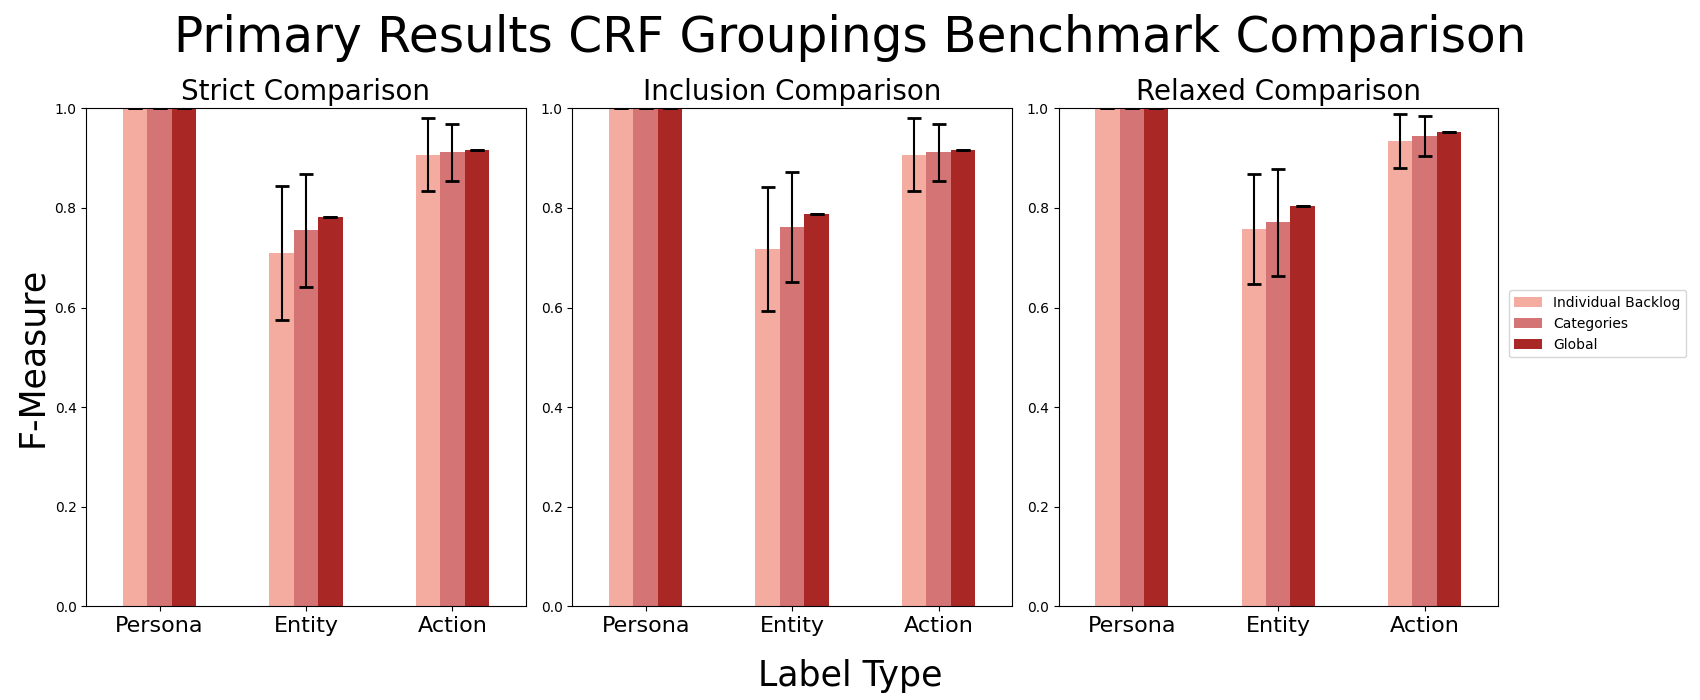 Primary Results CRF Groupings Benchmark Comparison
Strict Comparison
Inclusion Comparison
Relaxed Comparison
F-Measure
1.0
0.8
0.6
0.4
0.2
0.0
Persona
Entity
Action
1.0
0.8
0.6
0.4
0.2
0.0
Persona
Entity
Action
1.0
0.8
0.6
0.4
0.2
0.0
Persona
Entity
Action
Individual Backlog
Categories
Global
Label Type